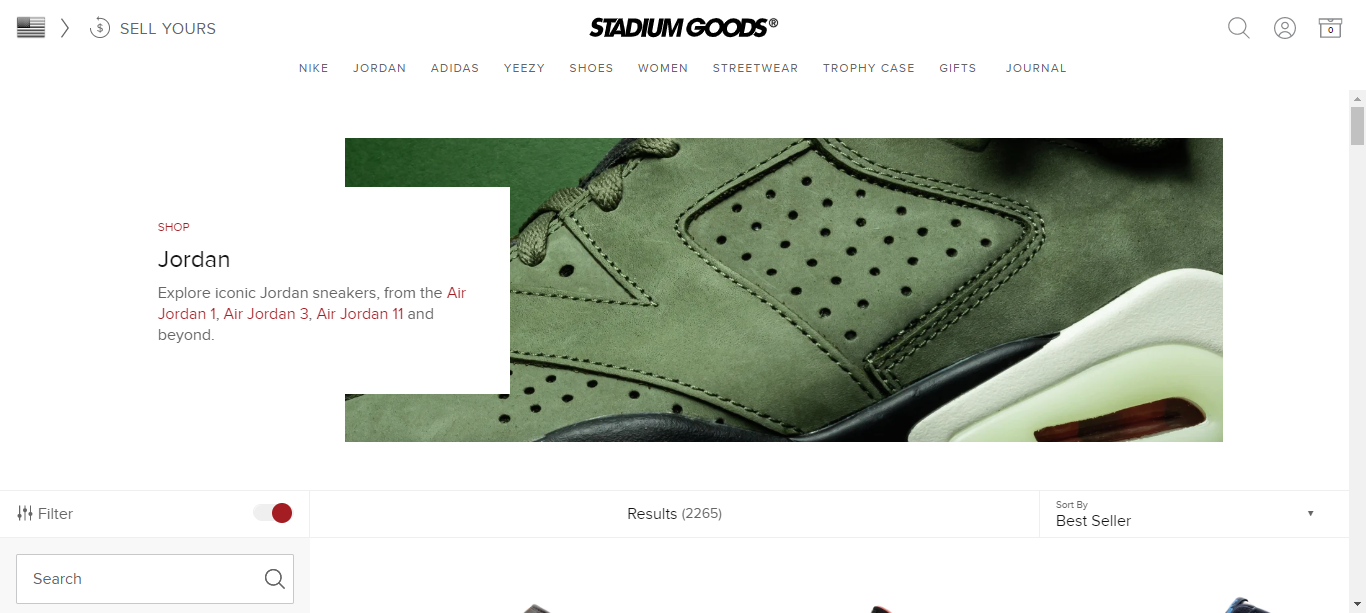 SELL YOURS
STADIUM GOODS®
0
NIKE JORDAN ADIDAS YEEZY SHOES WOMEN STREETWEAR TROPHY CASE GIFTS JOURNAL
SHOP
Jordan
Explore iconic Jordan sneakers, from the Air
Jordan 1, Air Jordan 3, Air Jordan 11 and
beyond.
Filter
Results (2265)
Sort By
Best Seller
Search